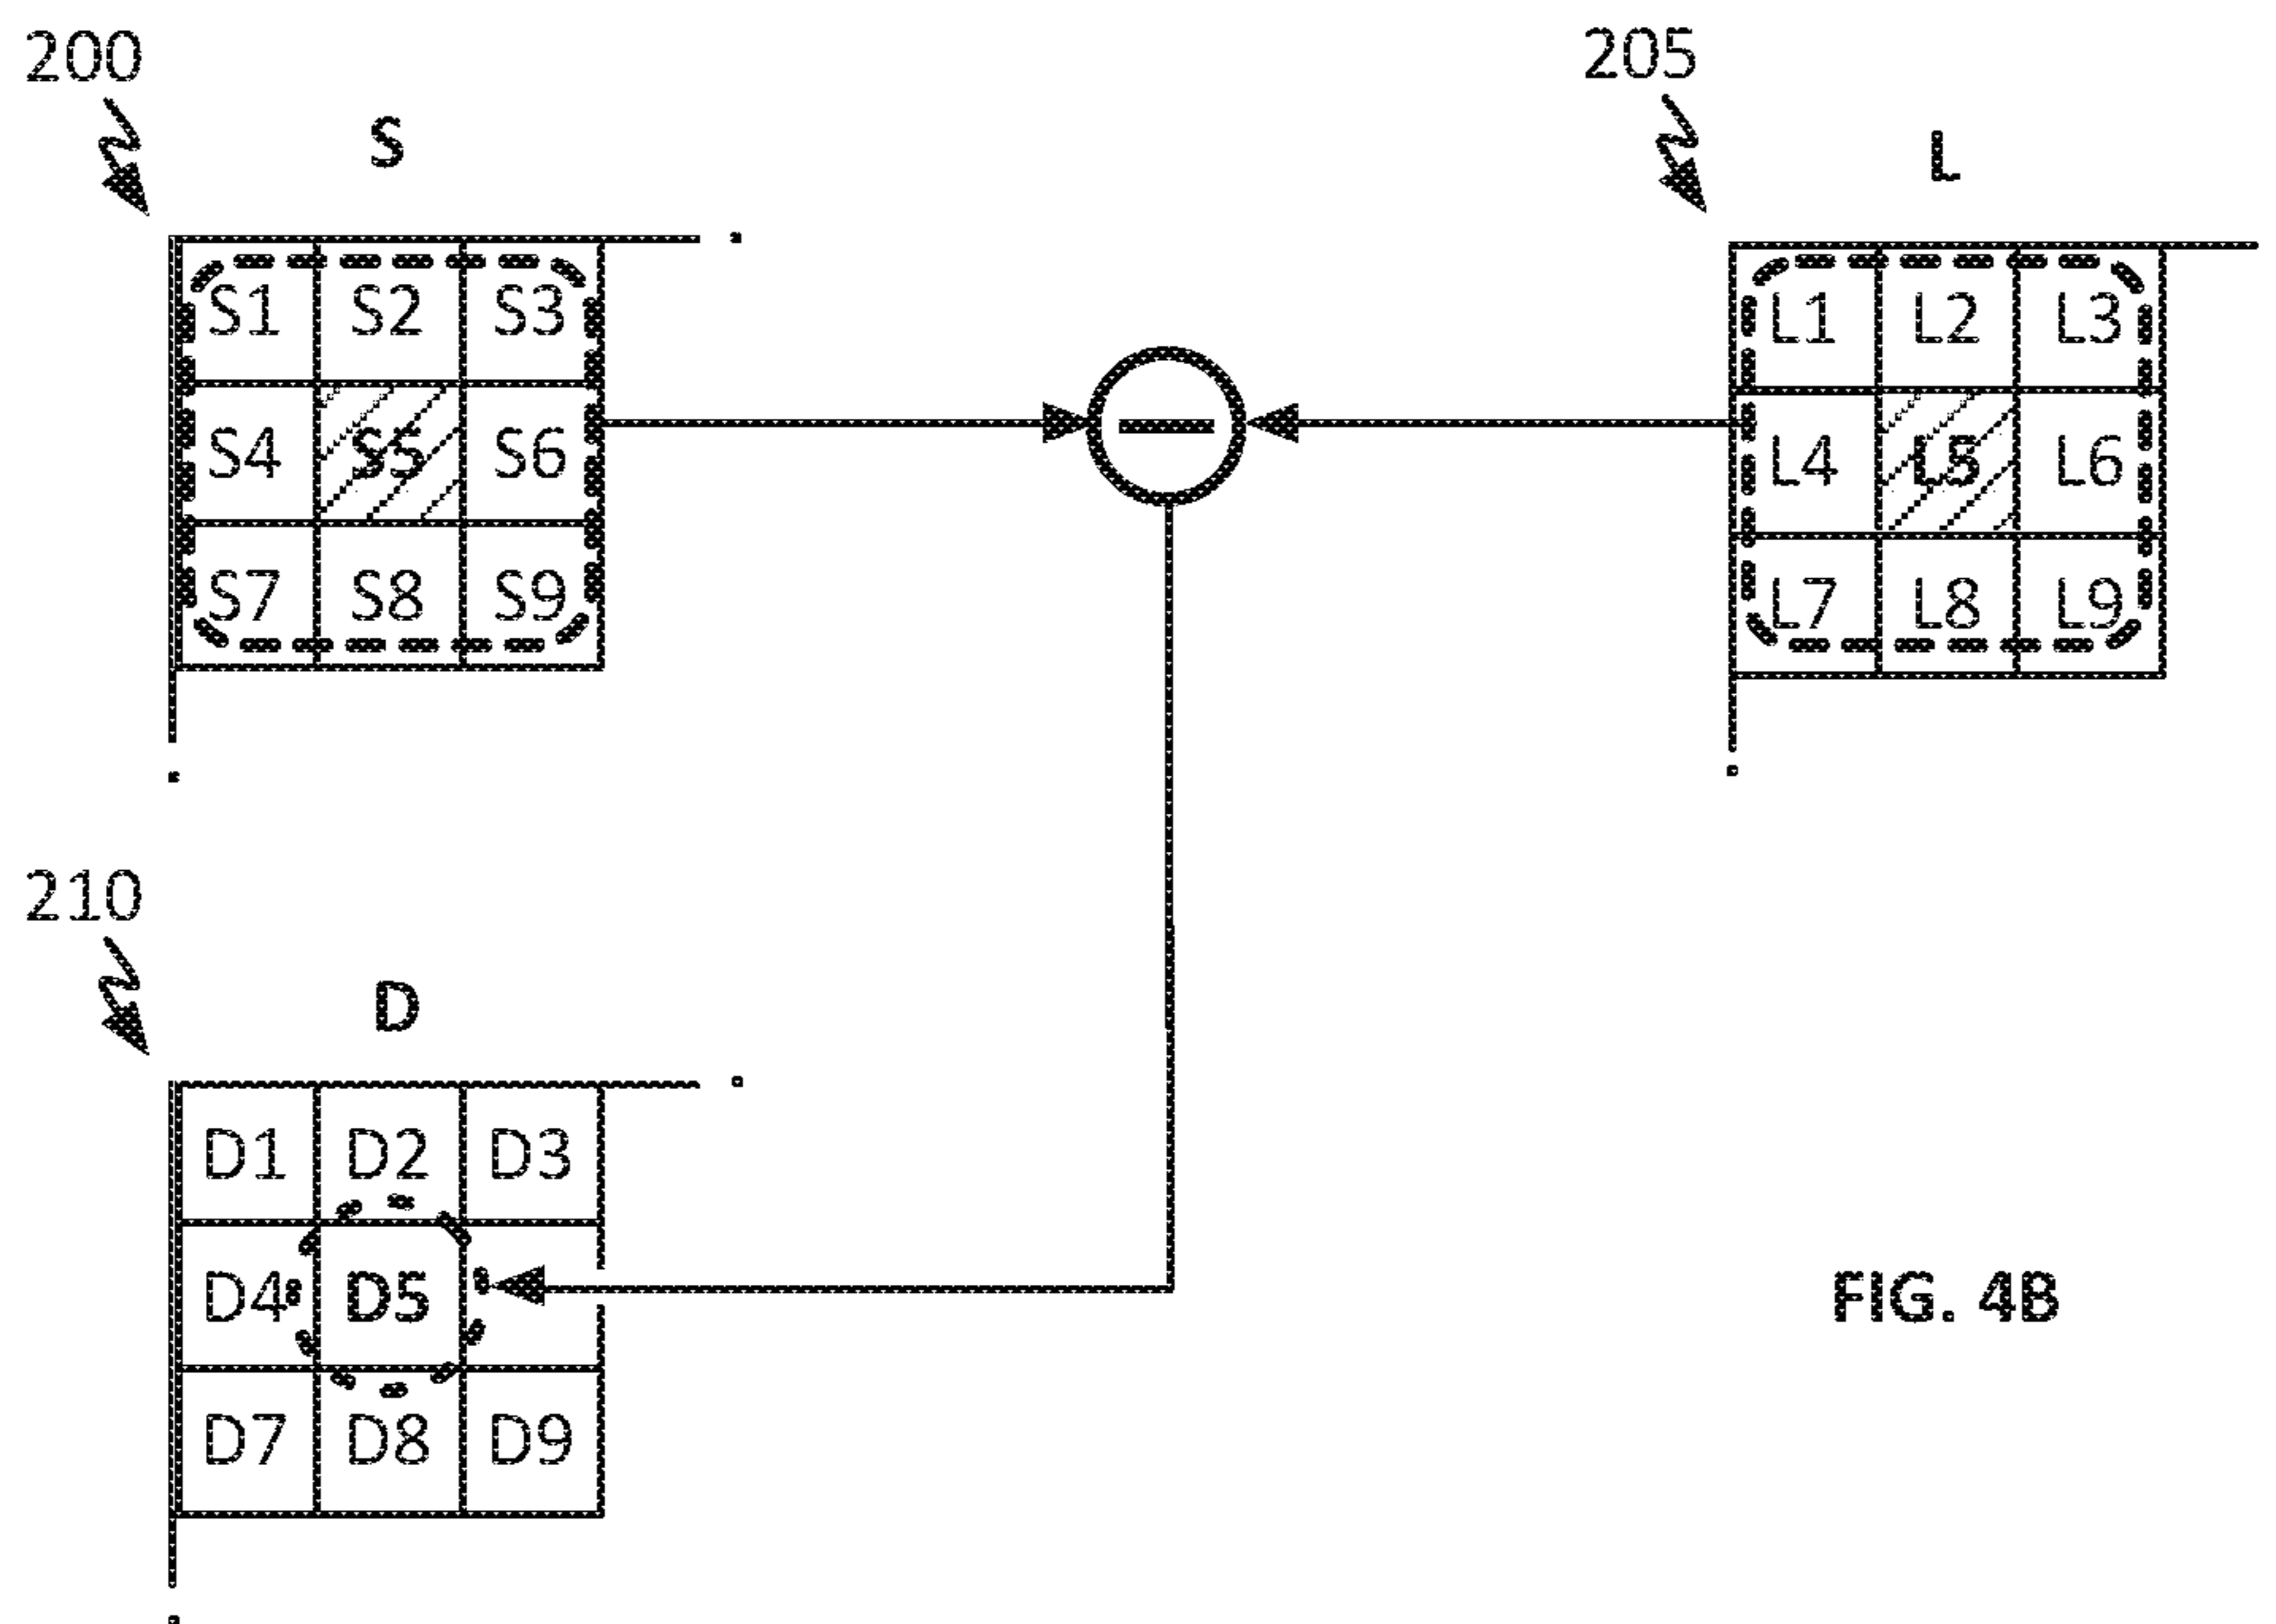 200
205
S
L
S1 S2 S3
L1 L2 L3
S4 S5 S6
L4 L5 L6
S7 S8 S9
L7 L8 L9
210
D
D1 D2 D3
D4 D5
D7 D8 D9
FIG. 4B